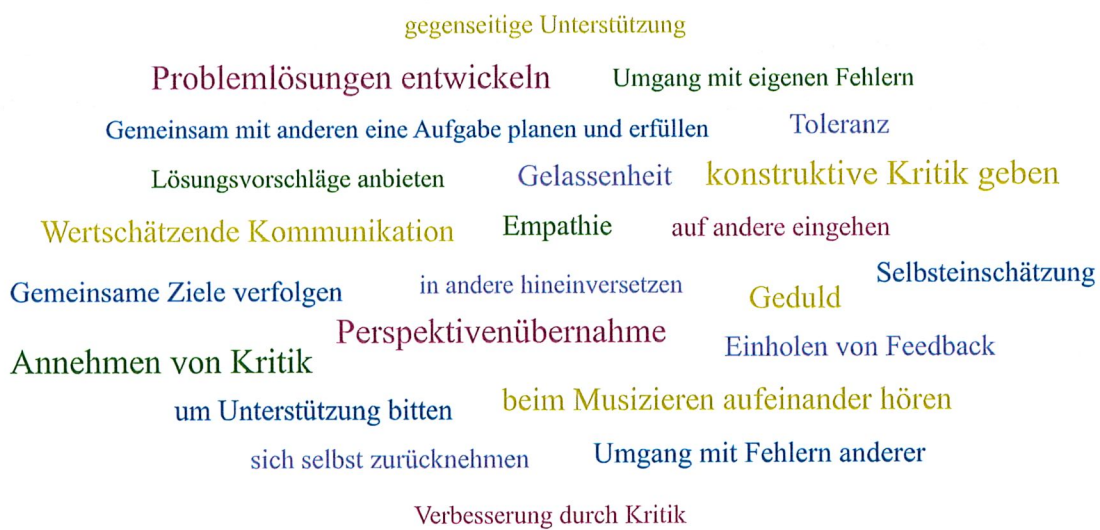 gegenseitige Unterstützung
Problemlösungen entwickeln Umgang mit eigenen Fehlern
Gemeinsam mit anderen eine Aufgabe planen und erfüllen Toleranz
Lösungsvorschläge anbieten Gelassenheit konstruktive Kritik geben
Wertschätzende Kommunikation Empathie auf andere eingehen
Gemeinsame Ziele verfolgen in andere hineinversetzen Geduld Selbsteinschätzung
Annehmen von Kritik Perspektivenübernahme Einholen von Feedback
um Unterstützung bitten beim Musizieren aufeinander hören
sich selbst zurücknehmen Umgang mit Fehlern anderer
Verbesserung durch Kritik